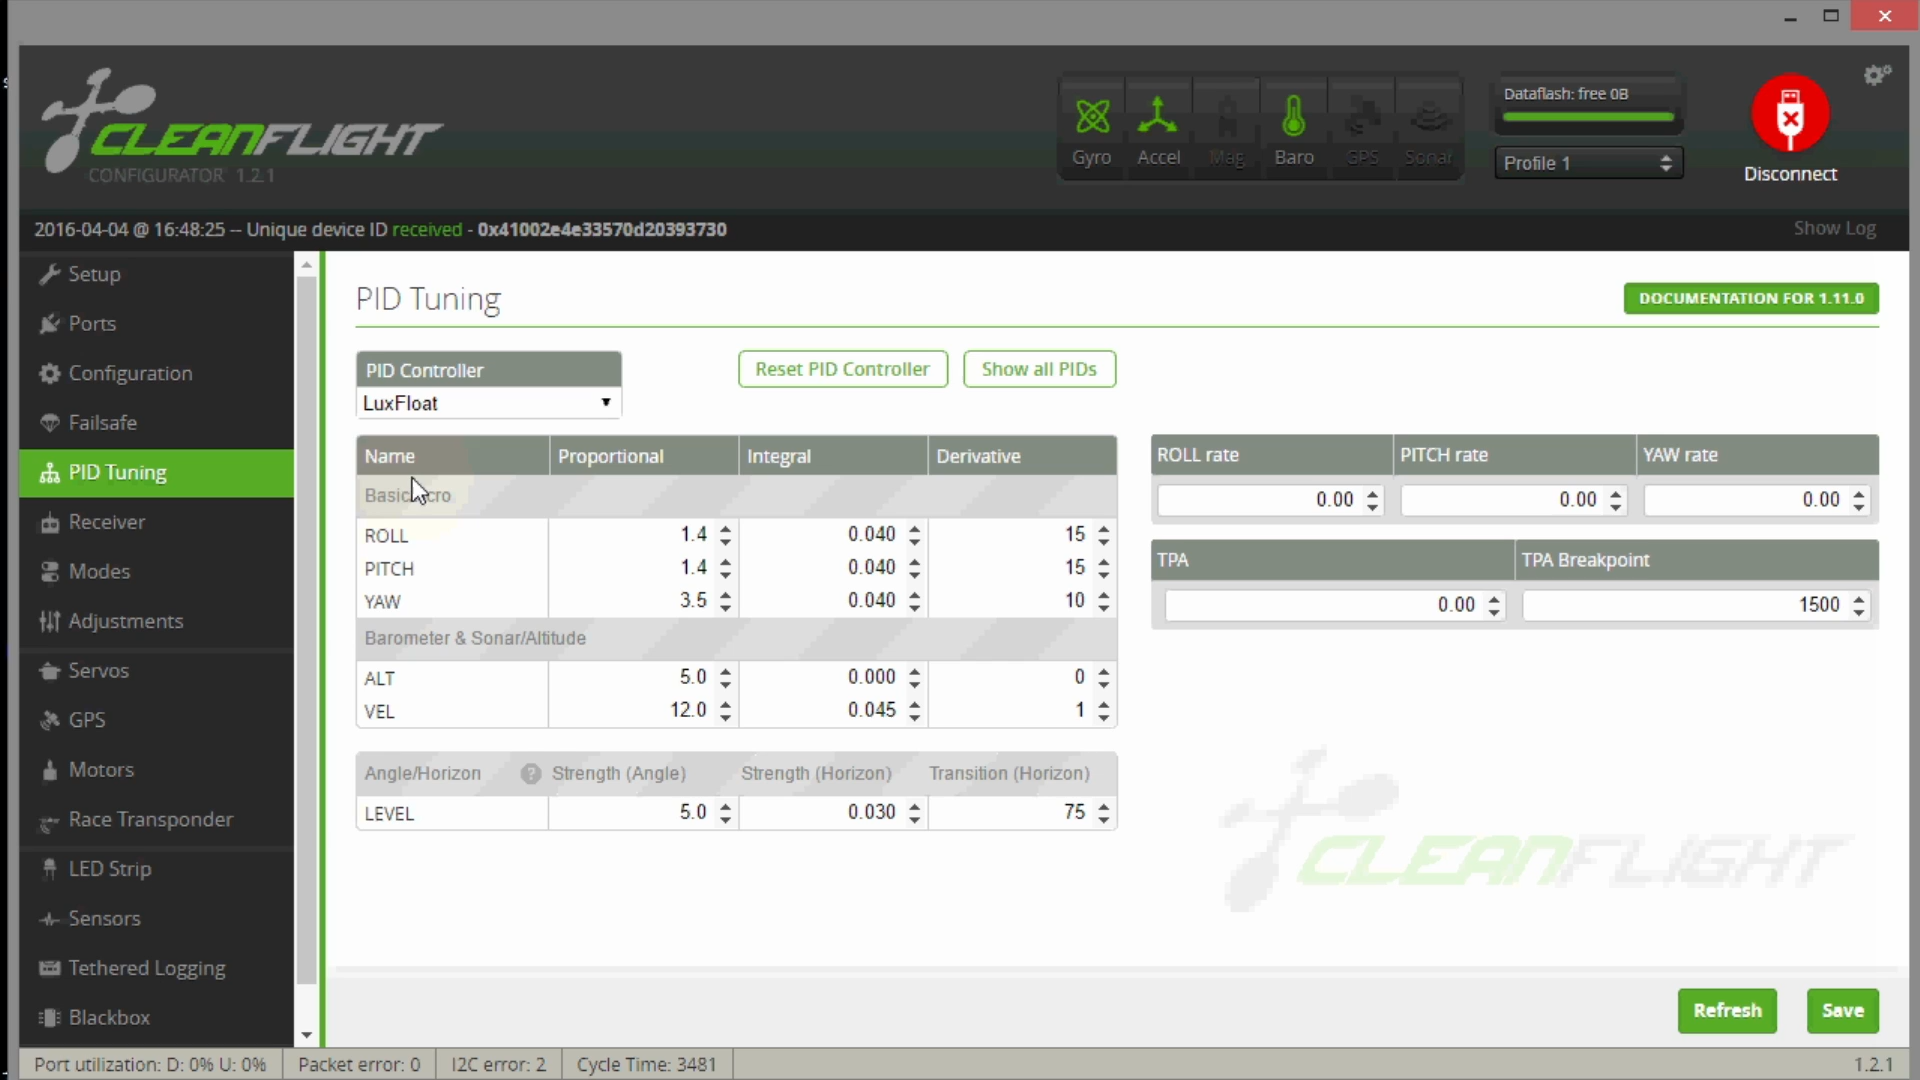 CLEANFLIGHT
CONFIGURATOR 1.2.1
Gyro Accel Mag Baro GPS Sonar
Dataflash: free 0B
Profile 1
Disconnect
2016-04-04 @ 16:48:25 -- Unique device ID received - 0x41002e4e33570d20393730
Show Log
Setup
Ports
Configuration
Failsafe
PID Tuning
Receiver
Modes
Adjustments
Servos
GPS
Motors
Race Transponder
LED Strip
Sensors
Tethered Logging
Blackbox
PID Tuning
DOCUMENTATION FOR 1.11.0
PID Controller
LuxFloat
Reset PID Controller
Show all PIDs
Name Proportional Integral Derivative
ROLL 1.4 0.040 15
PITCH 1.4 0.040 15
YAW 3.5 0.040 10
Barometer & Sonar/Altitude
ALT 5.0 0.000 0
VEL 12.0 0.045 1
Angle/Horizon ? Strength (Angle) Strength (Horizon) Transition (Horizon)
LEVEL 5.0 0.030 75
ROLL rate PITCH rate YAW rate
0.00 0.00 0.00
TPA TPA Breakpoint
0.00 1500
CLEANFLIGHT
Refresh
Save
Port utilization: D: 0% U: 0% Packet error: 0 I2C error: 2 Cycle Time: 3481 1.2.1